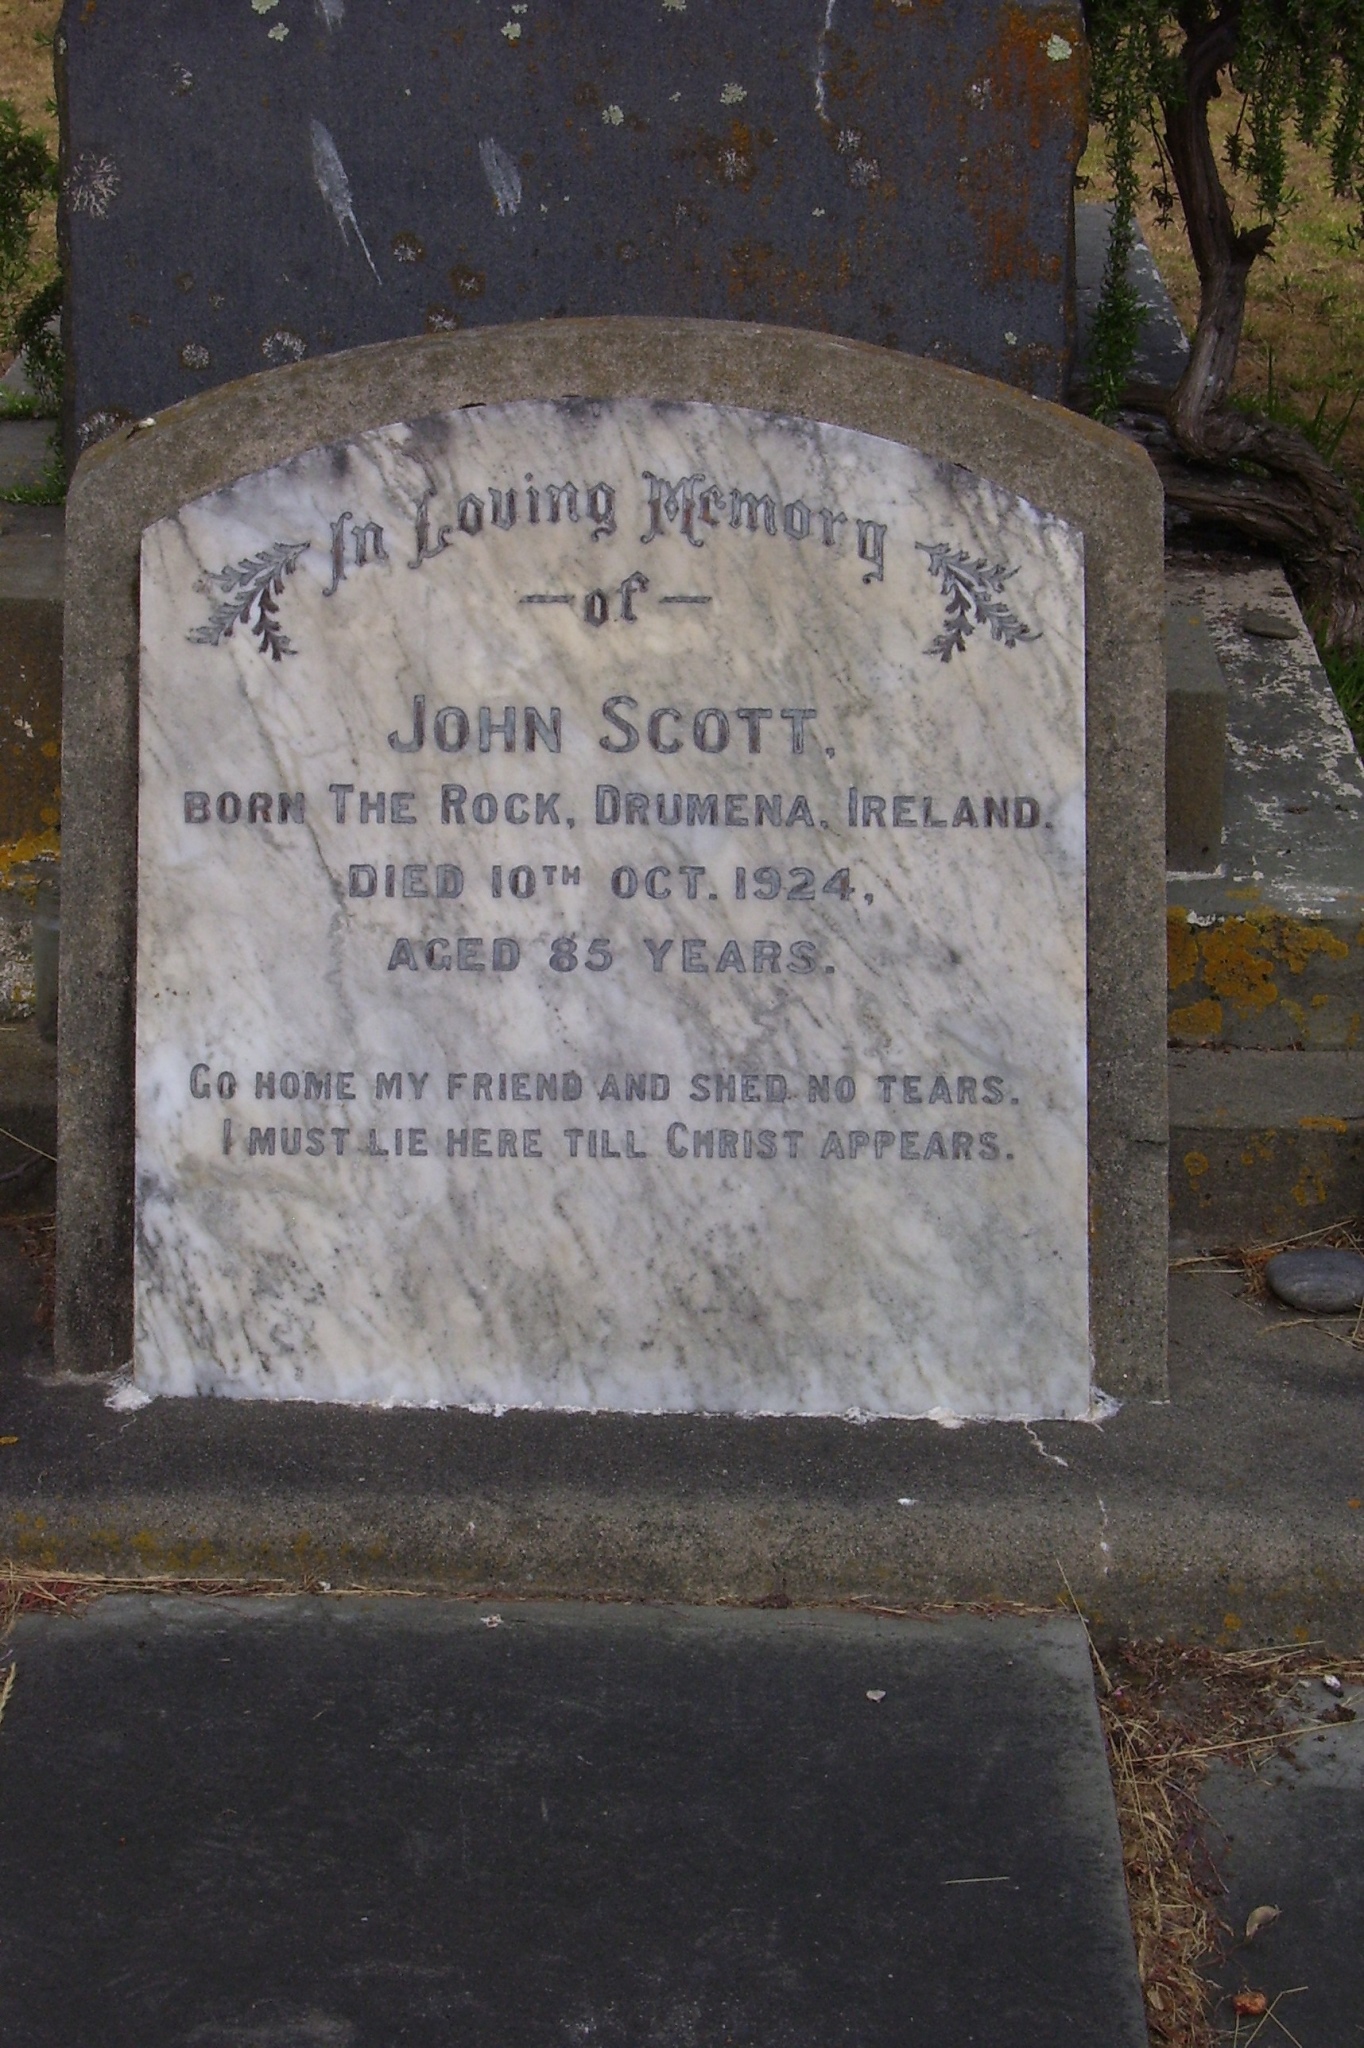 In Loving Memory
— of —
JOHN SCOTT,
BORN THE ROCK, DRUMENA, IRELAND.
DIED 10TH OCT. 1924,
AGED 85 YEARS.
GO HOME MY FRIEND AND SHED NO TEARS.
I MUST LIE HERE TILL CHRIST APPEARS.